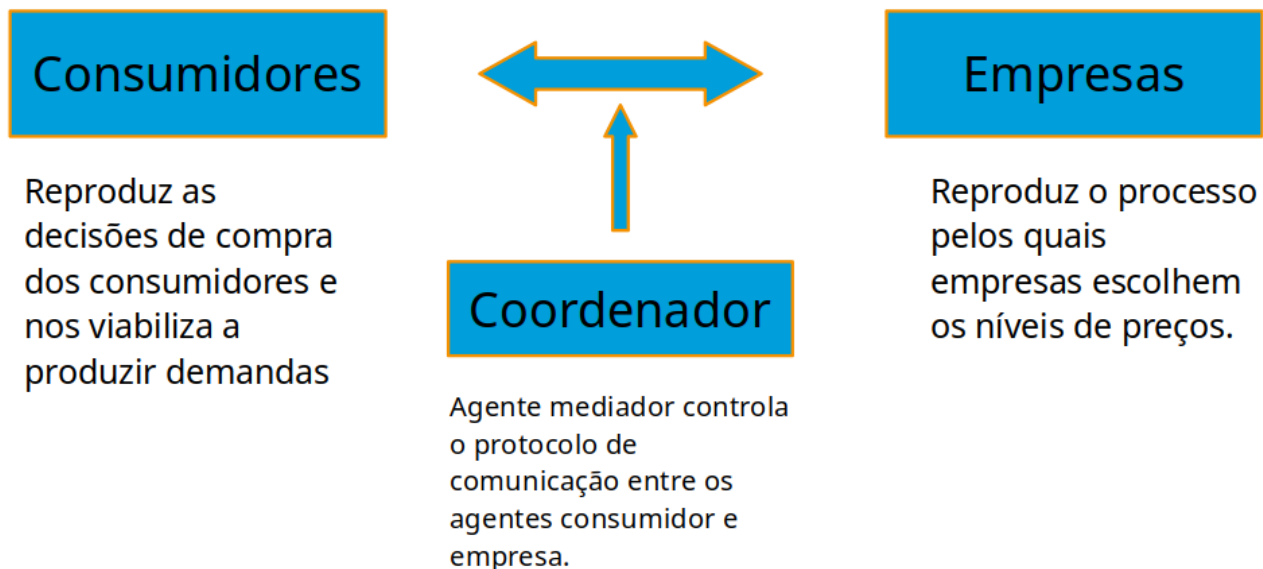 Consumidores
Reproduz as
decisões de compra
dos consumidores e
nos viabiliza a
produzir demandas
Coordenador
Agente mediador controla
o protocolo de
comunicação entre os
agentes consumidor e
empresa.
Empresas
Reproduz o processo
pelos quais
empresas escolhem
os níveis de preços.